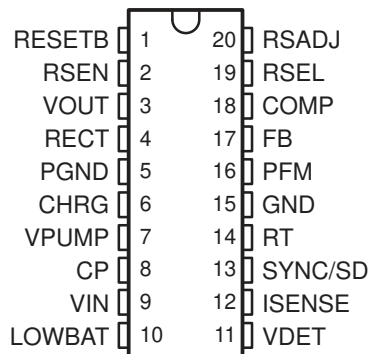 RESETB 1 20 RSADJ
RSEN 2 19 RSEL
VOUT 3 18 COMP
RECT 4 17 FB
PGND 5 16 PFM
CHRG 6 15 GND
VPUMP 7 14 RT
CP 8 13 SYNC/SD
VIN 9 12 ISENSE
LOWBAT 10 11 VDET